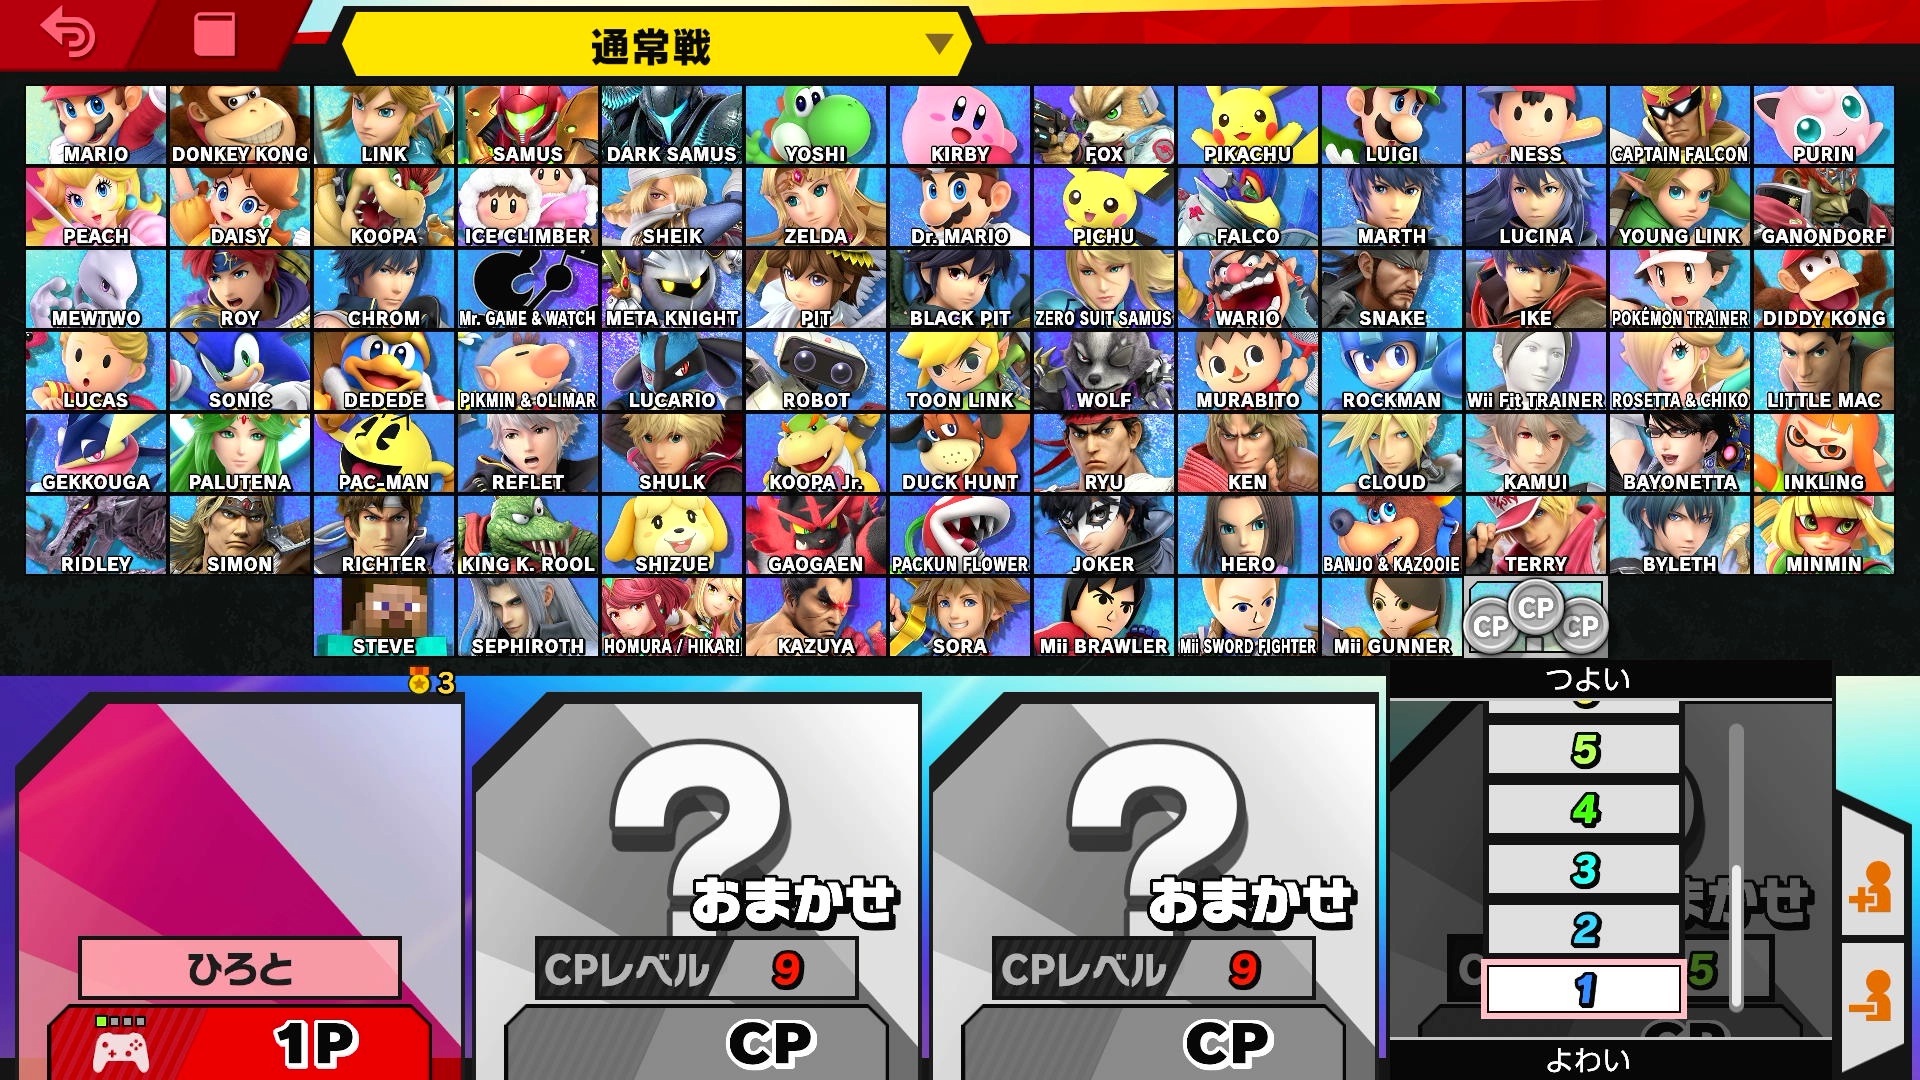 通常戦
MARIO
DONKEY KONG
LINK
SAMUS
DARK SAMUS
YOSHI
KIRBY
FOX
PIKACHU
LUIGI
NESS
CAPTAIN FALCON
PURIN
PEACH
DAISY
KOOPA
ICE CLIMBER
SHEIK
ZELDA
Dr. MARIO
PICHU
FALCO
MARTH
LUCINA
YOUNG LINK
GANONDORF
MEWTWO
ROY
CHROM
Mr. GAME & WATCH
META KNIGHT
PIT
BLACK PIT
ZERO SUIT SAMUS
WARIO
SNAKE
IKE
POKÉMON TRAINER
DIDDY KONG
LUCAS
SONIC
DEDEDE
PIKMIN & OLIMAR
LUCARIO
ROBOT
TOON LINK
WOLF
MURABITO
ROCKMAN
Wii Fit TRAINER
ROSETTA & CHIKO
LITTLE MAC
GEKKOUGA
PALUTENA
PAC-MAN
REFLET
SHULK
KOOPA Jr.
DUCK HUNT
RYU
KEN
CLOUD
KAMUI
BAYONETTA
INKLING
RIDLEY
SIMON
RICHTER
KING K. ROOL
SHIZUE
GAOGAEN
PACKUN FLOWER
JOKER
HERO
BANJO & KAZOOIE
TERRY
BYLETH
MINMIN
STEVE
SEPHIROTH
HOMURA / HIKARI
KAZUYA
SORA
Mii BRAWLER
Mii SWORD FIGHTER
Mii GUNNER
CP CP CP
3
ひろと
1P
おまかせ
CPレベル 9
CP
おまかせ
CPレベル 9
CP
つよい
5
4
3
2
1
よわい
まかせ
C 5
CP